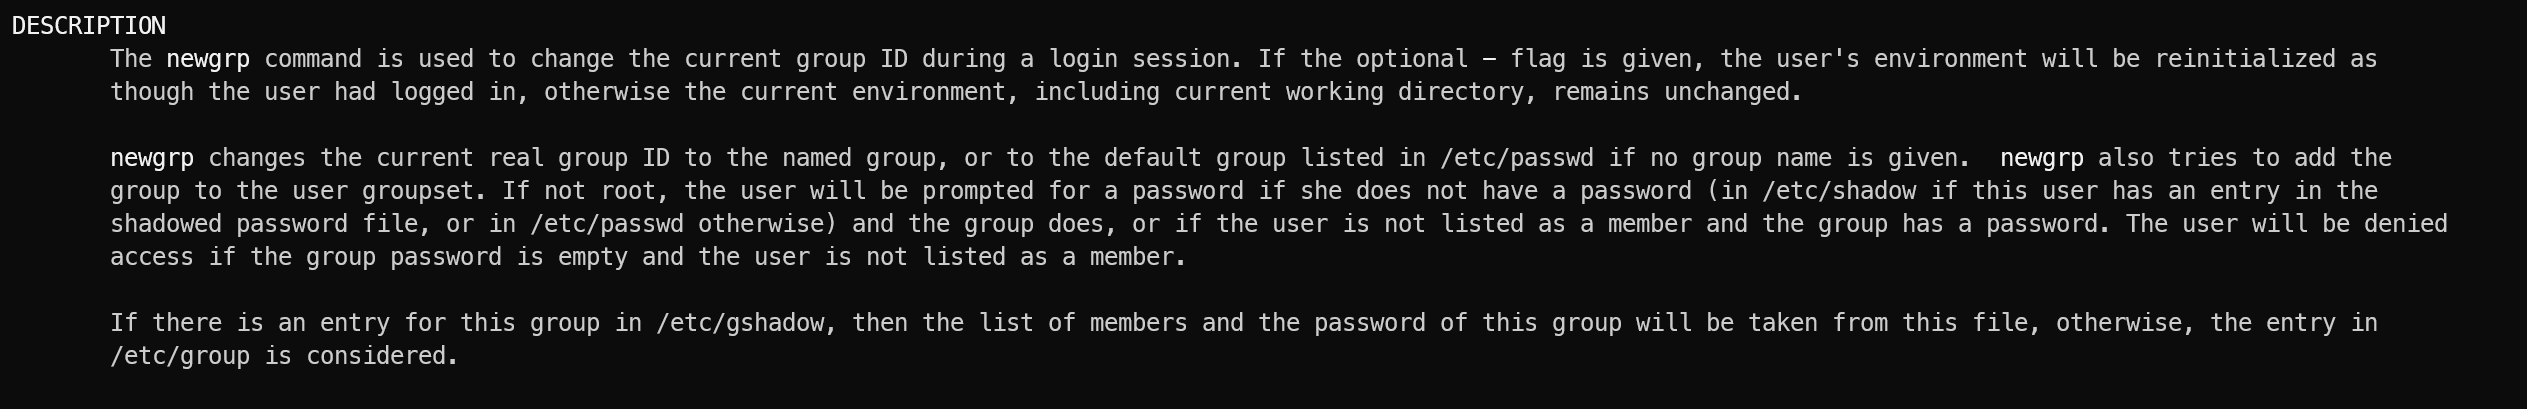 DESCRIPTION
The newgrp command is used to change the current group ID during a login session. If the optional − flag is given, the user's environment will be reinitialized as
though the user had logged in, otherwise the current environment, including current working directory, remains unchanged.
newgrp changes the current real group ID to the named group, or to the default group listed in /etc/passwd if no group name is given.  newgrp also tries to add the
group to the user groupset. If not root, the user will be prompted for a password if she does not have a password (in /etc/shadow if this user has an entry in the
shadowed password file, or in /etc/passwd otherwise) and the group does, or if the user is not listed as a member and the group has a password. The user will be denied
access if the group password is empty and the user is not listed as a member.
If there is an entry for this group in /etc/gshadow, then the list of members and the password of this group will be taken from this file, otherwise, the entry in
/etc/group is considered.